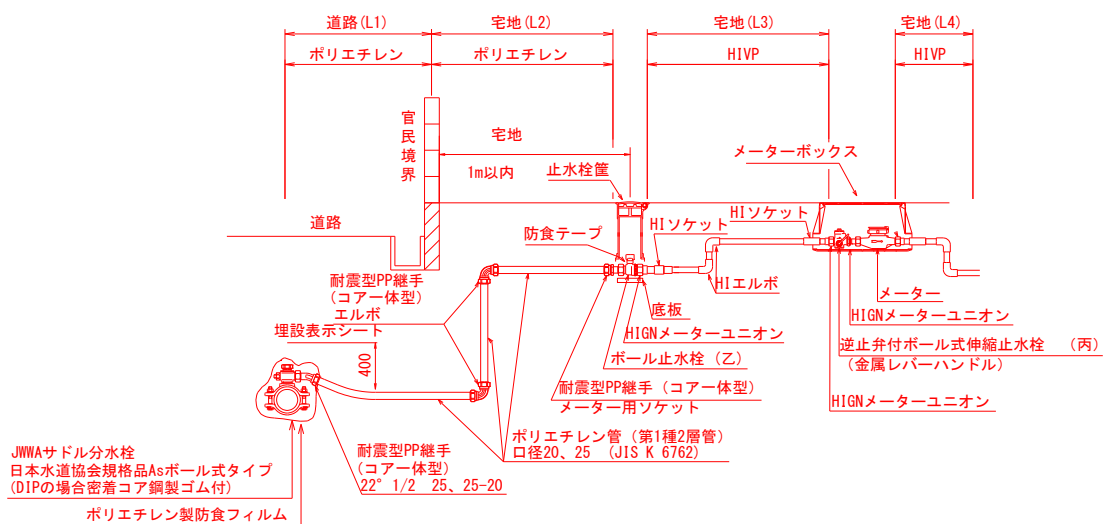 道路(L1)
宅地(L2)
宅地(L3)
宅地(L4)
ポリエチレン
ポリエチレン
HIVP
HIVP
官民境界
宅地
1m以内
止水栓筐
メーターボックス
道路
防食テープ
HIソケット
HIソケット
耐震型PP継手
(コア一体型)
エルボ
埋設表示シート
400
HIエルボ
底板
HIGNメーターユニオン
ボール止水栓（乙）
耐震型PP継手（コア一体型）
メーター用ソケット
メーター
HIGNメーターユニオン
逆止弁付ボール式伸縮止水栓　（丙）
(金属レバーハンドル)
HIGNメーターユニオン
ポリエチレン管（第1種2層管）
口径20、25　(JIS K 6762)
耐震型PP継手
(コア一体型)
22°1/2　25、25-20
JWWAサドル分水栓
日本水道協会規格品Asボール式タイプ
(DIPの場合密着コア鋼製ゴム付)
ポリエチレン製防食フィルム